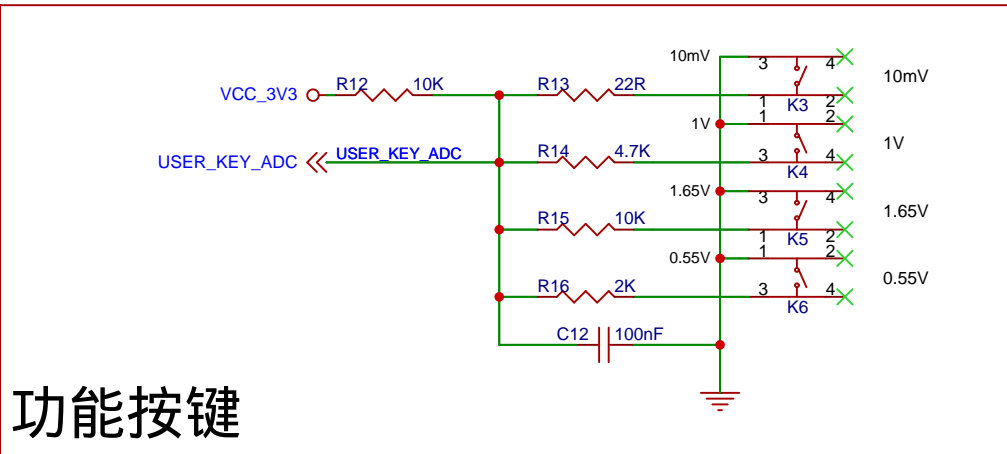 10mV 3 4
VCC_3V3 R12 10K R13 22R 10mV
1 K3 2
1V 1 2
USER_KEY_ADC USER_KEY_ADC R14 4.7K 3 4 1V
K4
1.65V 3 4
R15 10K 1 K5 2 1.65V
0.55V 1 2
R16 2K 3 4 0.55V
K6
C12 100nF
功能按键